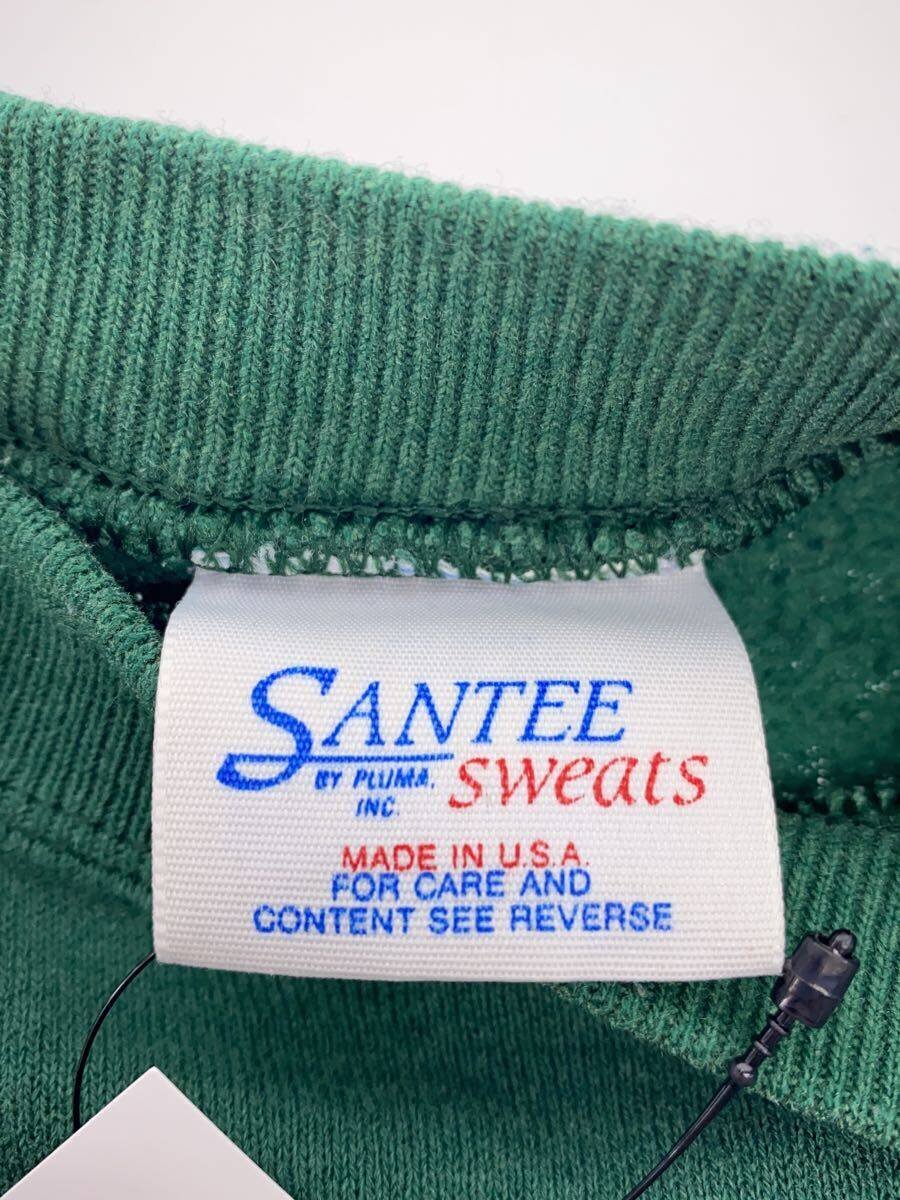 SANTEE
BY PLUMA, sweats
INC.
MADE IN U.S.A.
FOR CARE AND
CONTENT SEE REVERSE